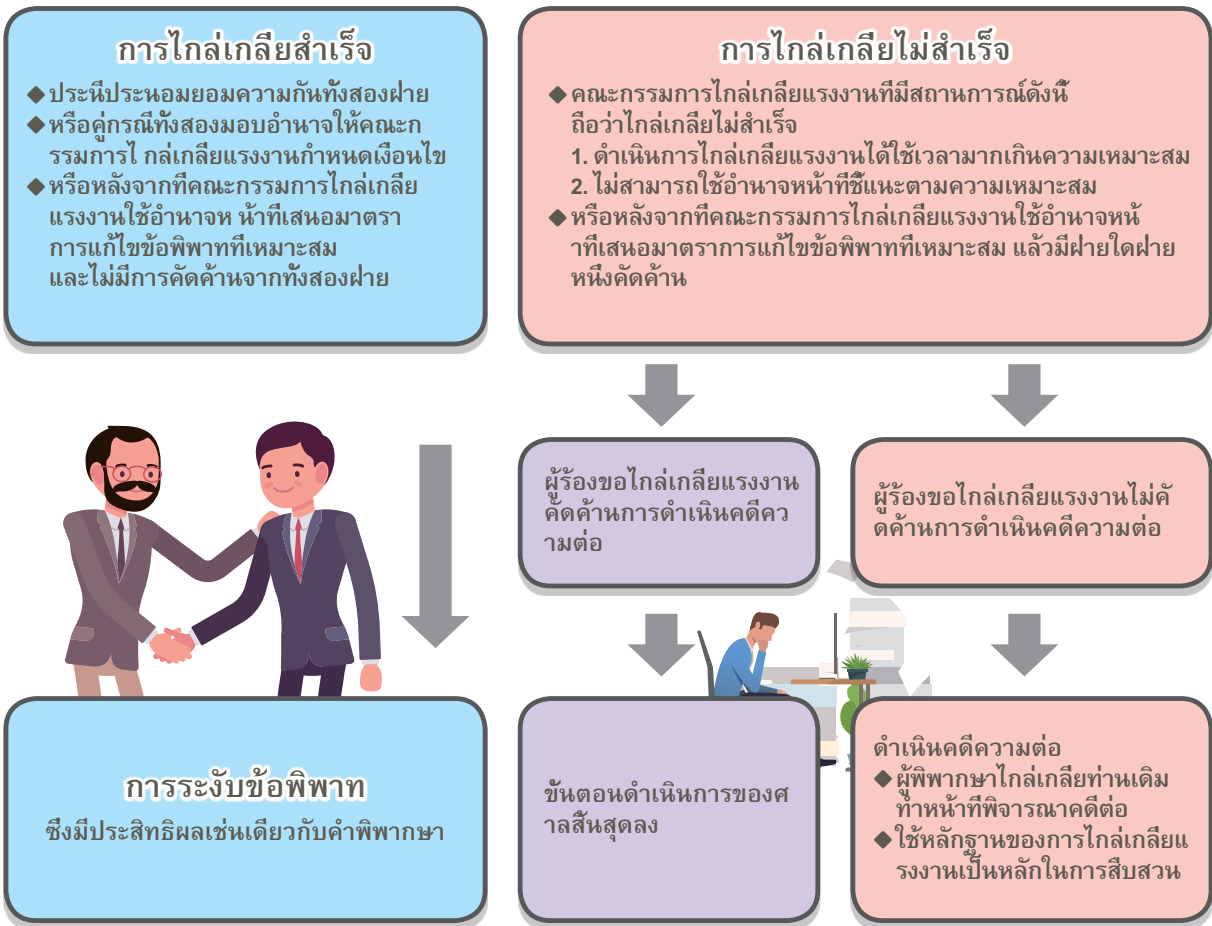 การไกล่เกลี่ยสำเร็จ
◆ประนีประนอมยอมความกันทั้งสองฝ่าย
◆หรือคู่กรณีทั้งสองมอบอำนาจให้คณะก
รรมการไ กล่เกลี่ยแรงงานกำหนดเงื่อนไข
◆หรือหลังจากที่คณะกรรมการไกล่เกลี่ย
แรงงานใช้อำนาจห น้าที่เสนอมาตรา
การแก้ไขข้อพิพาทที่เหมาะสม
และไม่มีการคัดค้านจากทั้งสองฝ่าย
การไกล่เกลี่ยไม่สำเร็จ
◆คณะกรรมการไกล่เกลี่ยแรงงานที่มีสถานการณ์ดังนี้
ถือว่าไกล่เกลี่ยไม่สำเร็จ
1. ดำเนินการไกล่เกลี่ยแรงงานได้ใช้เวลามากเกินความเหมาะสม
2. ไม่สามารถใช้อำนาจหน้าที่ชี้แนะตามความเหมาะสม
◆หรือหลังจากที่คณะกรรมการไกล่เกลี่ยแรงงานใช้อำนาจหน้
าที่เสนอมาตราการแก้ไขข้อพิพาทที่เหมาะสม แล้วมีฝ่ายใดฝ่าย
หนึ่งคัดค้าน
ผู้ร้องขอไกล่เกลี่ยแรงงาน
คัดค้านการดำเนินคดีคว
ามต่อ
ผู้ร้องขอไกล่เกลี่ยแรงงานไม่คั
ดค้านการดำเนินคดีความต่อ
การระงับข้อพิพาท
ซึ่งมีประสิทธิผลเช่นเดียวกับคำพิพากษา
ขั้นตอนดำเนินการของศ
าลสิ้นสุดลง
ดำเนินคดีความต่อ
◆ผู้พิพากษาไกล่เกลี่ยท่านเดิม
ทำหน้าที่พิจารณาคดีต่อ
◆ใช้หลักฐานของการไกล่เกลี่ยแ
รงงานเป็นหลักในการสืบสวน